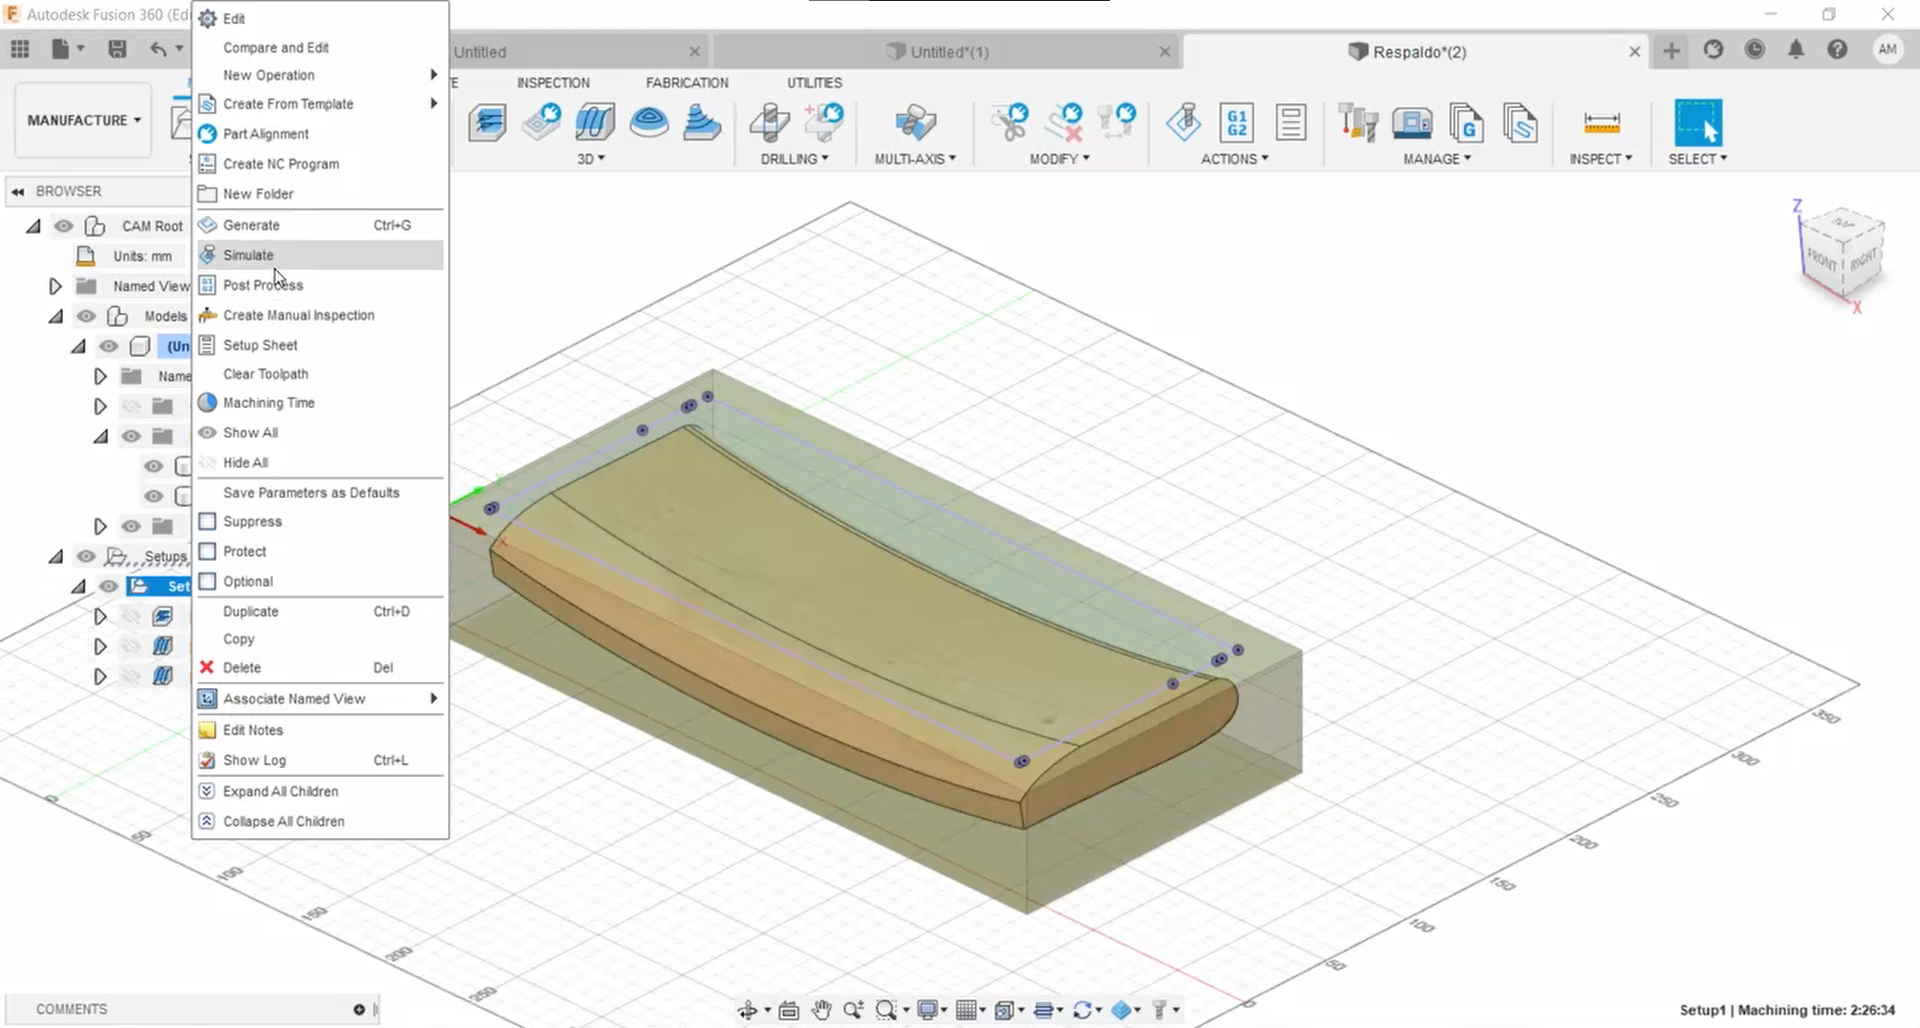 Autodesk Fusion 360 (Edi
Untitled
Untitled*(1)
Respaldo*(2)
AM
MANUFACTURE
INSPECTION
FABRICATION
UTILITIES
G1
G2
G
3D
DRILLING
MULTI-AXIS
MODIFY
ACTIONS
MANAGE
INSPECT
SELECT
BROWSER
CAM Root
Units: mm
Named View
Models
(Un
Name
Setups
Set
Edit
Compare and Edit
New Operation
Create From Template
Part Alignment
Create NC Program
New Folder
Generate Ctrl+G
Simulate
Post Process
Create Manual Inspection
Setup Sheet
Clear Toolpath
Machining Time
Show All
Hide All
Save Parameters as Defaults
Suppress
Protect
Optional
Duplicate Ctrl+D
Copy
Delete Del
Associate Named View
Edit Notes
Show Log Ctrl+L
Expand All Children
Collapse All Children
Z
TOP
FRONT
RIGHT
X
X
0
50
100
150
200
250
0
50
100
150
200
250
300
350
COMMENTS
Setup1 | Machining time: 2:26:34